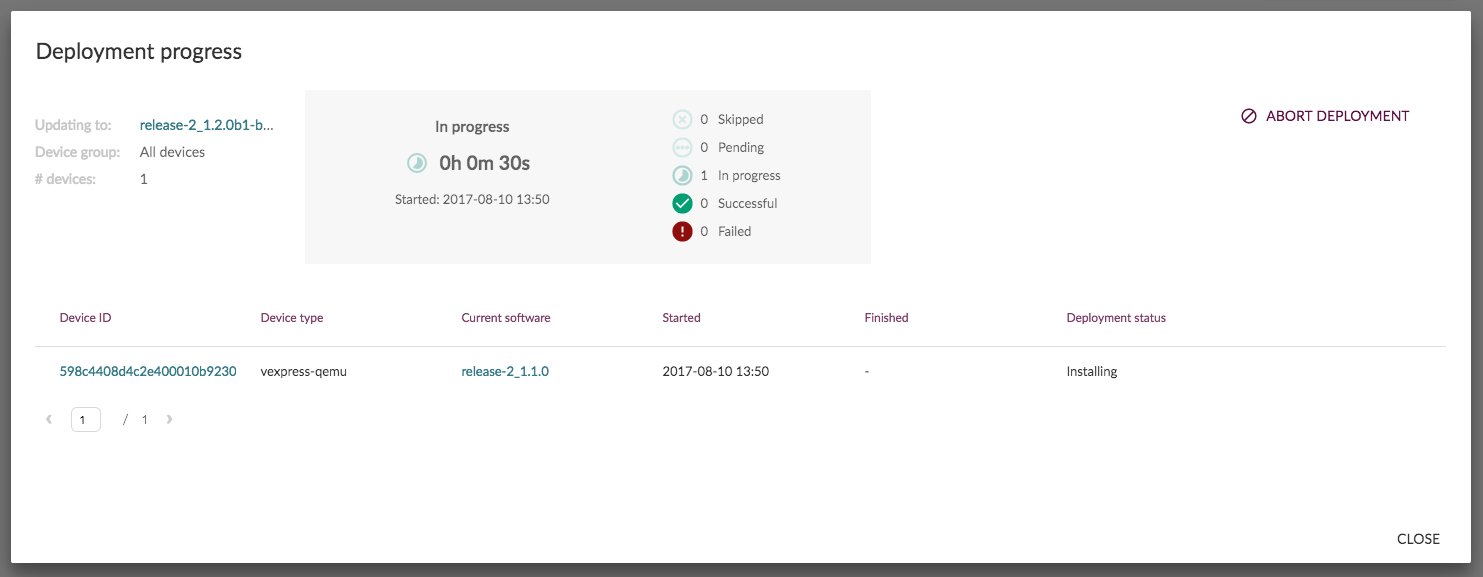 Deployment progress
Updating to: release-2_1.2.0b1-b...
Device group: All devices
# devices: 1
In progress
0h 0m 30s
Started: 2017-08-10 13:50
0 Skipped
0 Pending
1 In progress
0 Successful
0 Failed
ABORT DEPLOYMENT
Device ID Device type Current software Started Finished Deployment status
598c4408d4c2e400010b9230 vexpress-qemu release-2_1.1.0 2017-08-10 13:50 - Installing
1 / 1
CLOSE